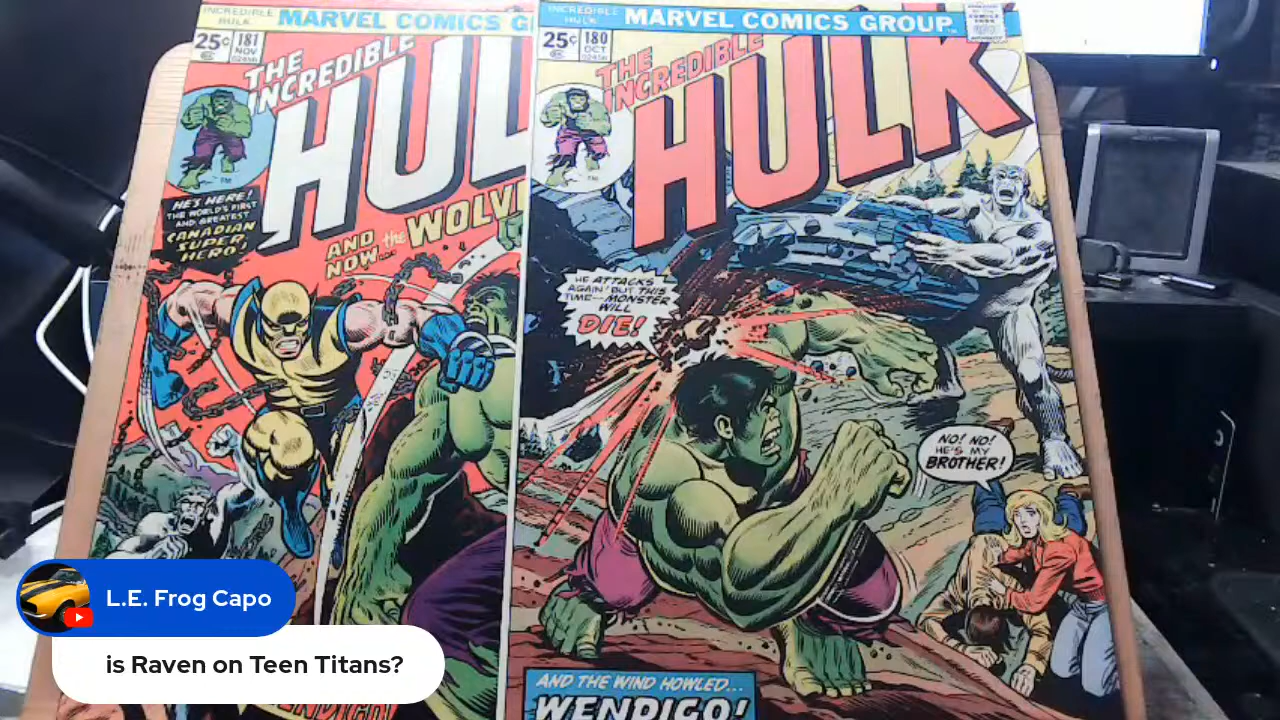 INCREDIBLE
HULK
MARVEL COMICS G
25¢
181
NOV
THE
INCREDIBLE
HUL
TM
HE'S HERE!
THE WORLD'S FIRST
AND GREATEST
CANADIAN
SUPER
HERO!
AND
NOW... the WOLV
INCREDIBLE
HULK
MARVEL COMICS GROUP
25¢
180
OCT
THE
INCREDIBLE
HULK
TM
HE ATTACKS
AGAIN! BUT THIS
TIME--MONSTER
WILL
DIE!
NO! NO!
HE'S MY
BROTHER!
AND THE WIND HOWLED...
WENDIGO!
L.E. Frog Capo
is Raven on Teen Titans?